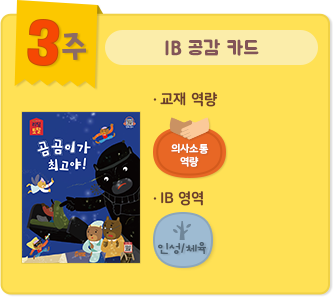 3주
IB 공감 카드
· 교재 역량
곰곰이가
최고야!
의사소통
역량
· IB 영역
인성/체육